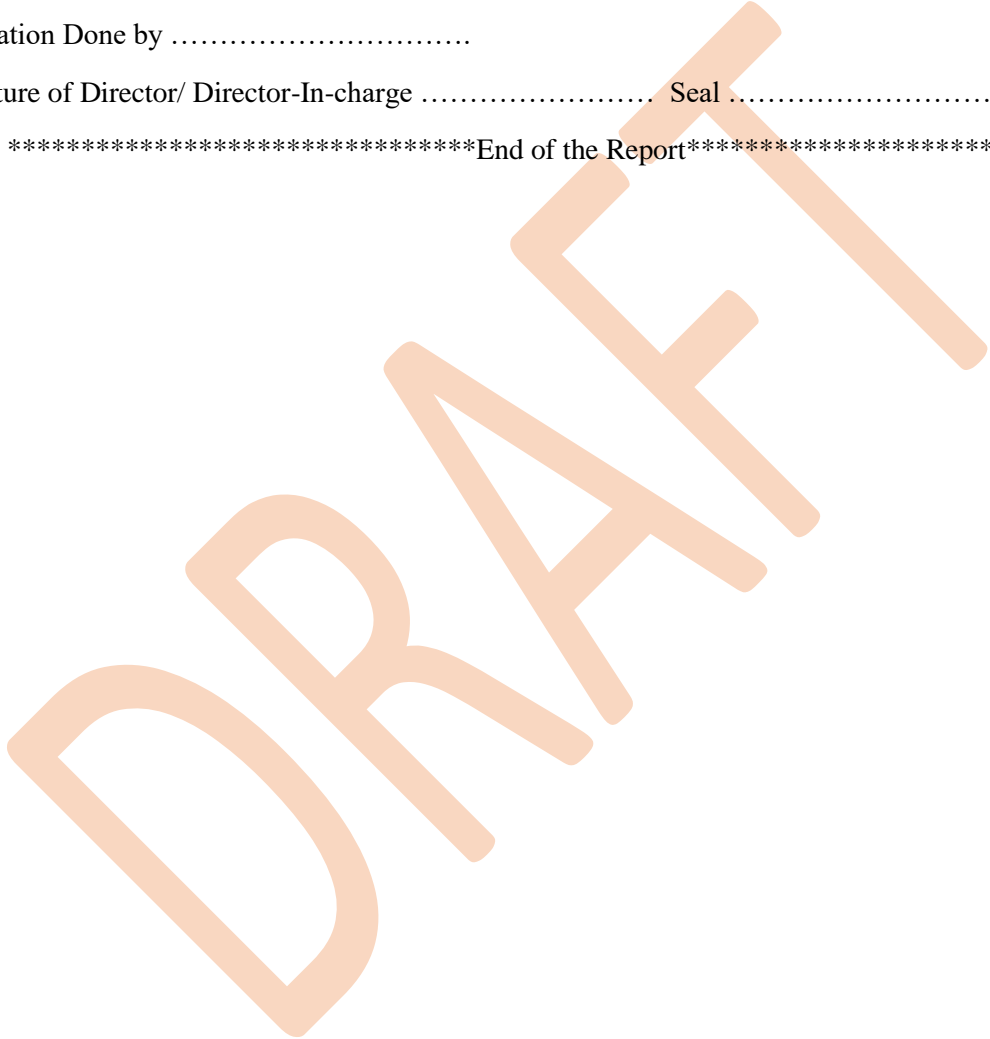 ation Done by ………………………….
ture of Director/ Director-In-charge …………………… Seal ………………………
********************************End of the Report*********************
DRAFT